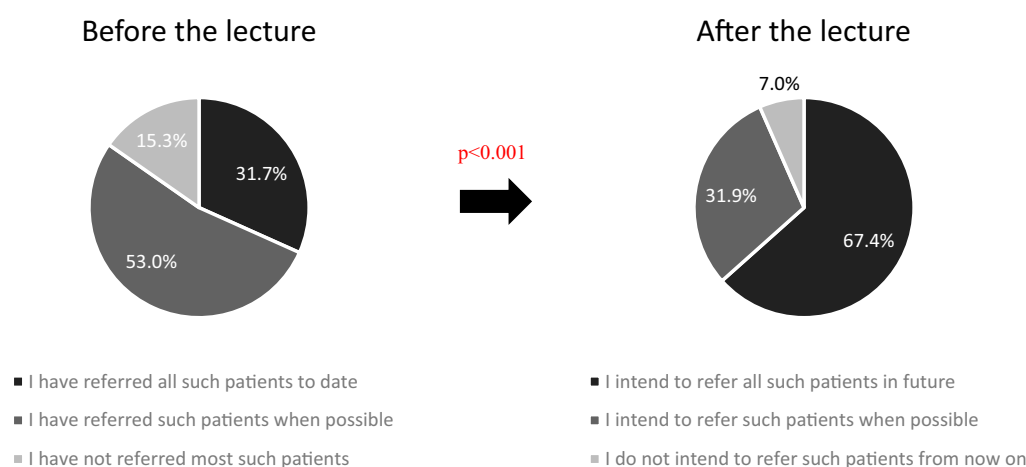 Before the lecture
After the lecture
7.0%
15.3%
31.7%
p<0.001
31.9%
67.4%
53.0%
I have referred all such patients to date
I have referred such patients when possible
I have not referred most such patients
I intend to refer all such patients in future
I intend to refer such patients when possible
I do not intend to refer such patients from now on